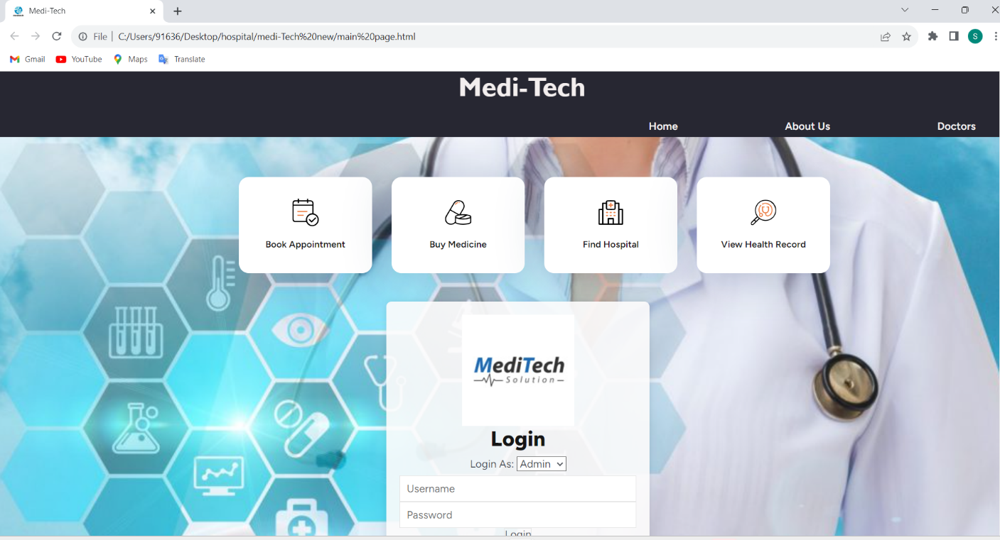 Medi-Tech
File | C:/Users/91636/Desktop/hospital/medi-Tech%20new/main%20page.html
S
Gmail YouTube Maps Translate
Medi-Tech
Home About Us Doctors
Book Appointment Buy Medicine Find Hospital View Health Record
MediTech
Solution
Login
Login As: Admin
Username
Password
Login